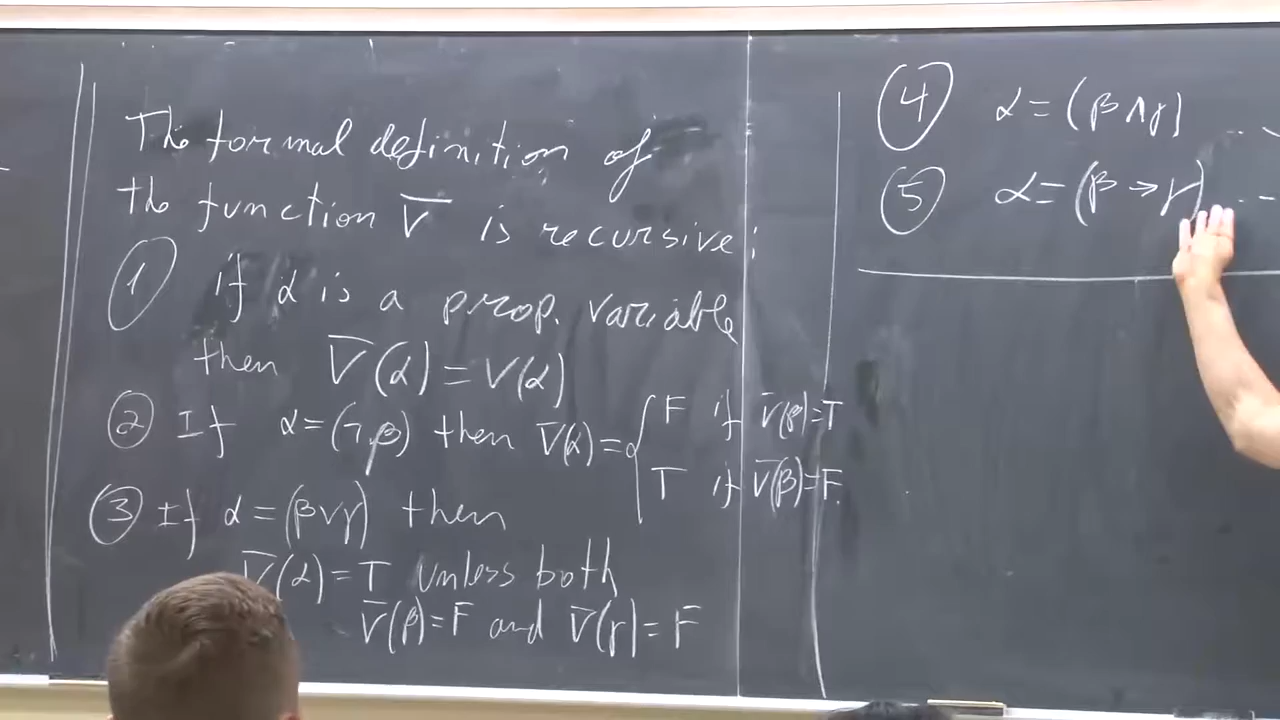 The formal definition of
the function V̅ is recursive:
① if α is a prop. variable
then V̅(α) = V(α)
② If α = (¬β) then V̅(α) = { F if V̅(β) = T
T if V̅(β) = F.
③ If α = (β∨γ) then
V̅(α) = T unless both
V̅(β) = F and V̅(γ) = F
④ α = (β∧γ) ...
⑤ α = (β→γ) ...